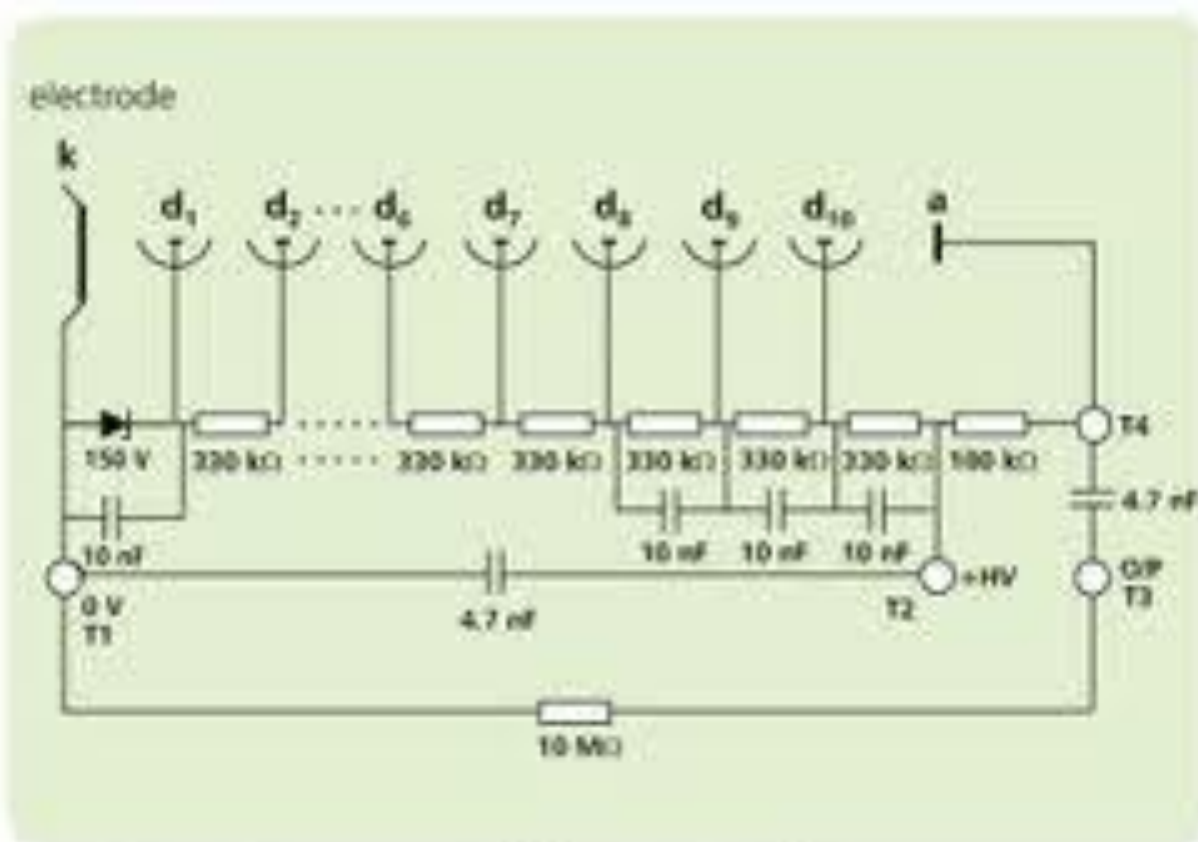 electrode
k
d₁ d₂ ···· d₆ d₇ d₈ d₉ d₁₀ a
T4
150 V 330 kΩ ······ 330 kΩ 330 kΩ 330 kΩ 330 kΩ 330 kΩ 180 kΩ
4.7 nF
10 nF 10 nF 10 nF 10 nF
0 V
T1
4.7 nF
T2
+HV
O/P
T3
10 MΩ